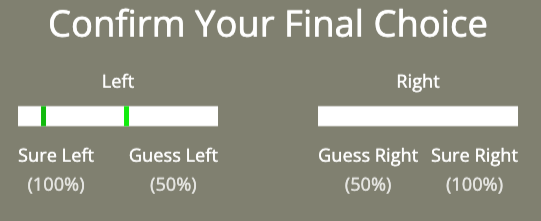 Confirm Your Final Choice
Left
Right
Sure Left
Guess Left
Guess Right
Sure Right
(100%)
(50%)
(50%)
(100%)